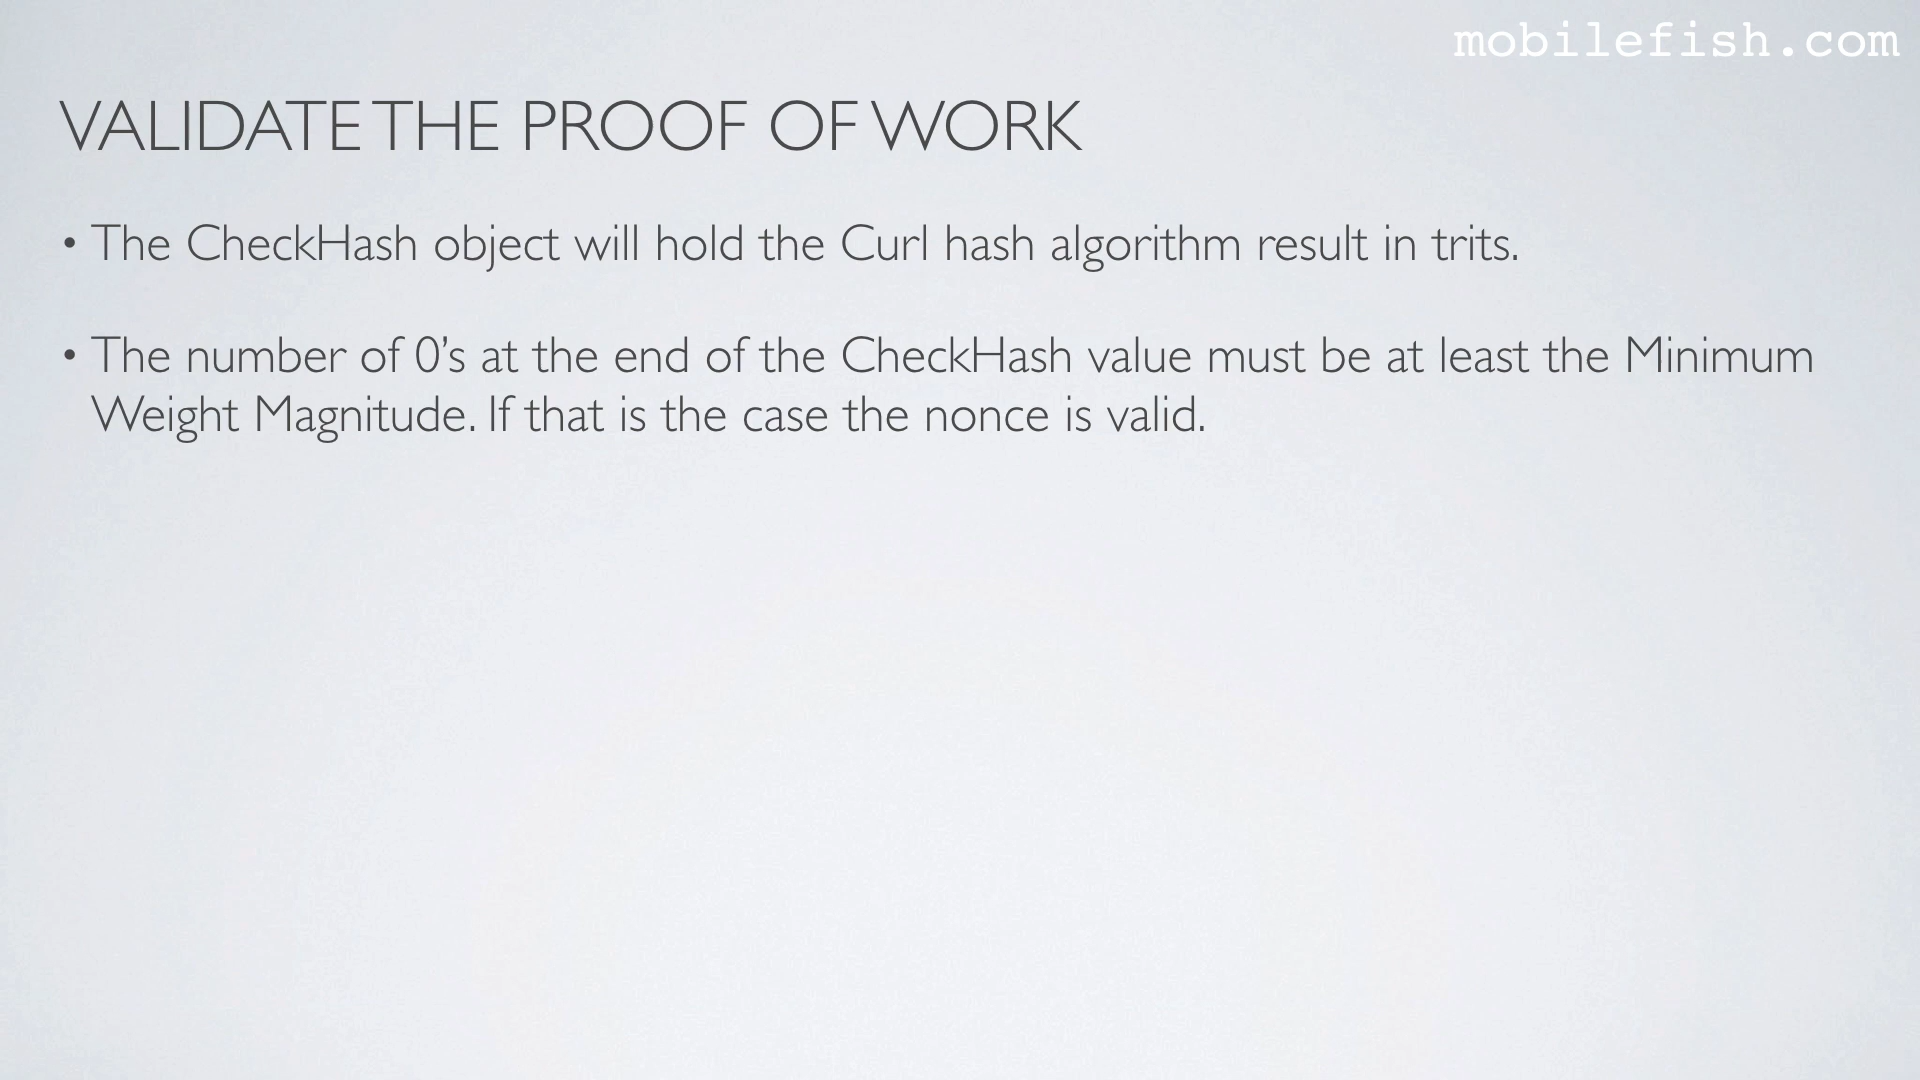 mobilefish.com
VALIDATE THE PROOF OF WORK
• The CheckHash object will hold the Curl hash algorithm result in trits.
• The number of 0’s at the end of the CheckHash value must be at least the Minimum
Weight Magnitude. If that is the case the nonce is valid.